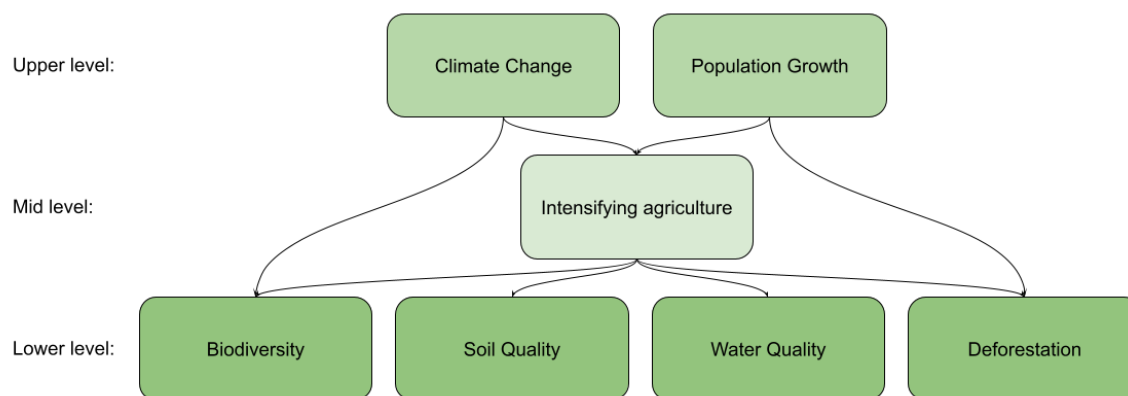 Upper level:
Climate Change
Population Growth
Mid level:
Intensifying agriculture
Lower level:
Biodiversity
Soil Quality
Water Quality
Deforestation